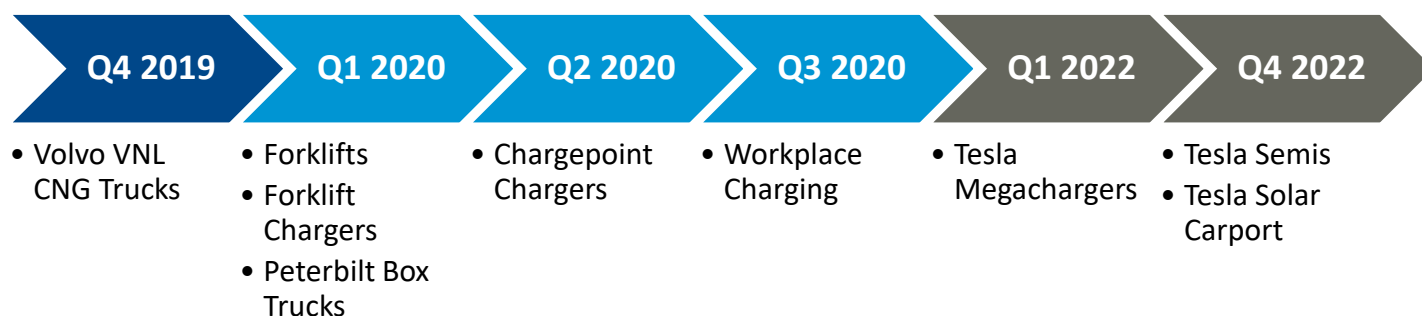 Q4 2019
Q1 2020
Q2 2020
Q3 2020
Q1 2022
Q4 2022
• Volvo VNL
CNG Trucks
• Forklifts
• Forklift
Chargers
• Peterbilt Box
Trucks
• Chargepoint
Chargers
• Workplace
Charging
• Tesla
Megachargers
• Tesla Semis
• Tesla Solar
Carport